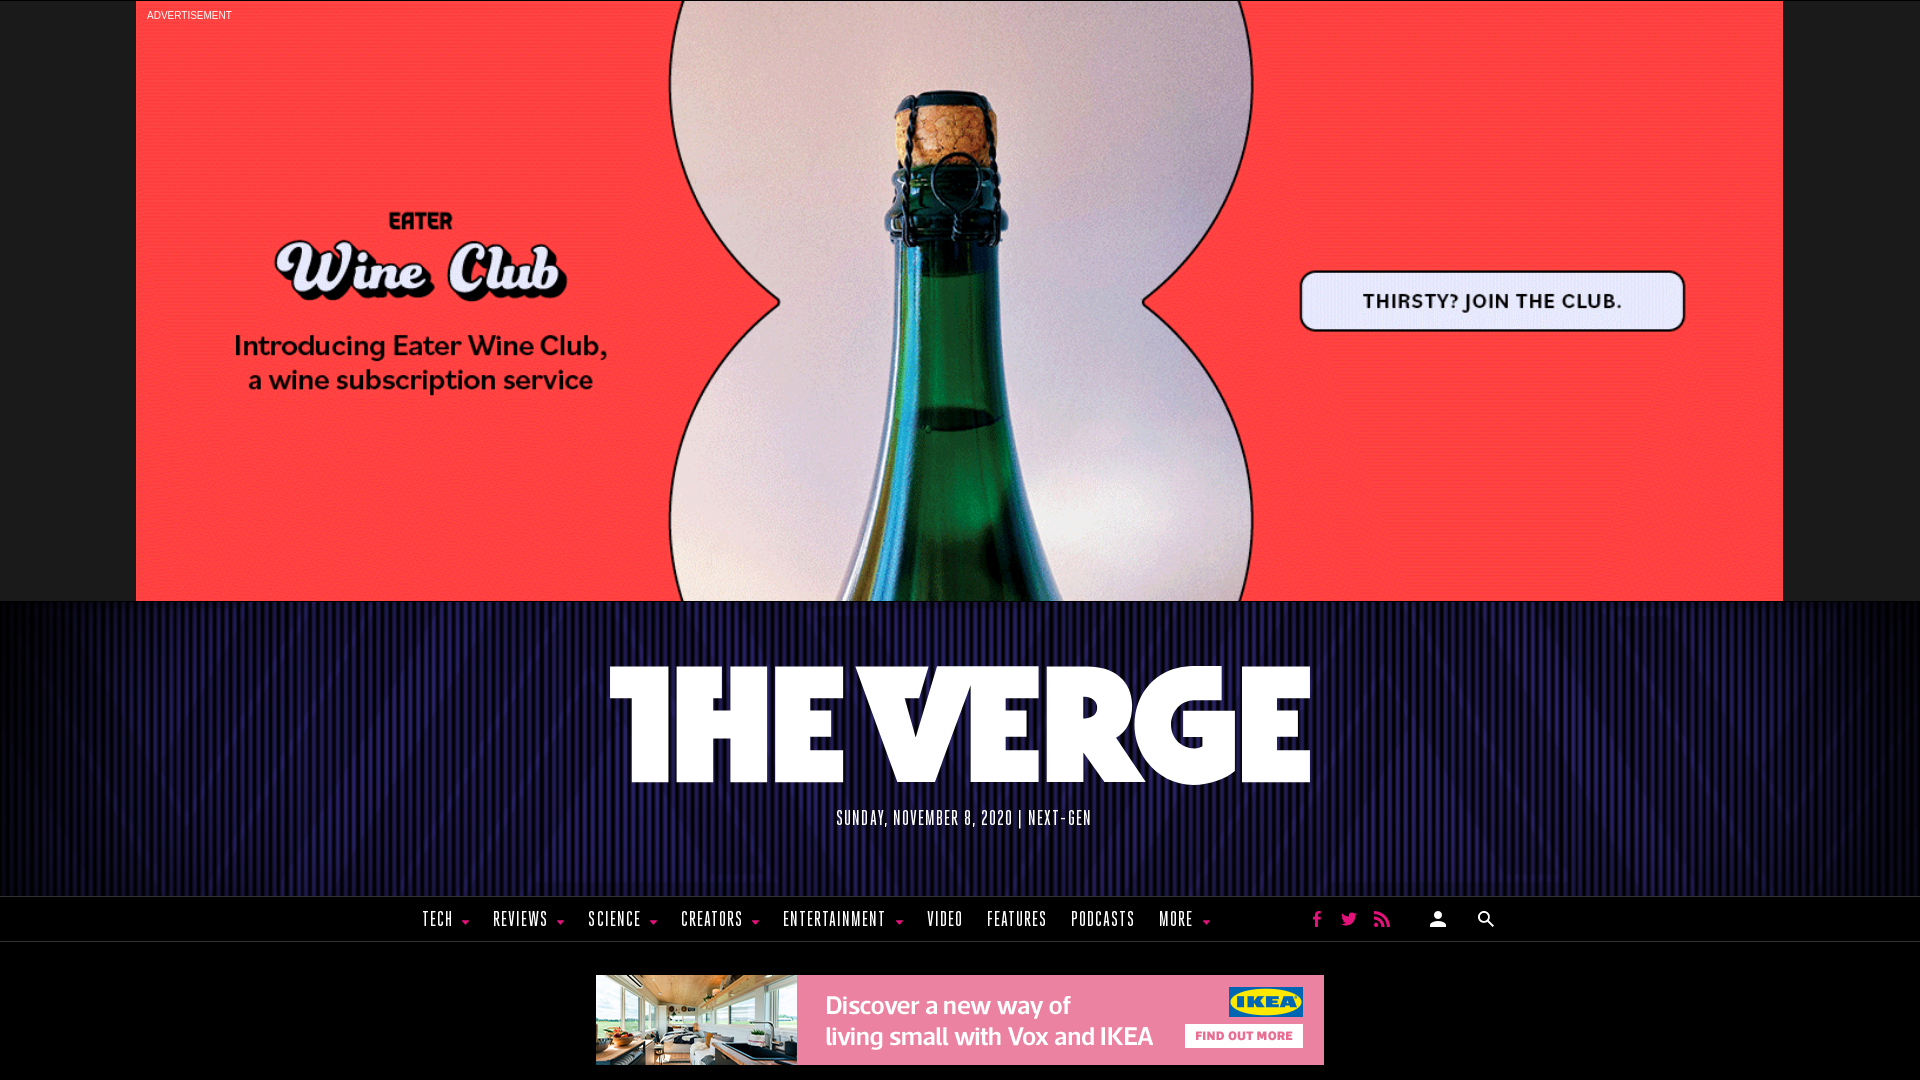 ADVERTISEMENT
EATER
Wine Club
Introducing Eater Wine Club,
a wine subscription service
THIRSTY? JOIN THE CLUB.
THE VERGE
SUNDAY, NOVEMBER 8, 2020 | NEXT-GEN
TECH REVIEWS SCIENCE CREATORS ENTERTAINMENT VIDEO FEATURES PODCASTS MORE
Discover a new way of
living small with Vox and IKEA
IKEA
FIND OUT MORE